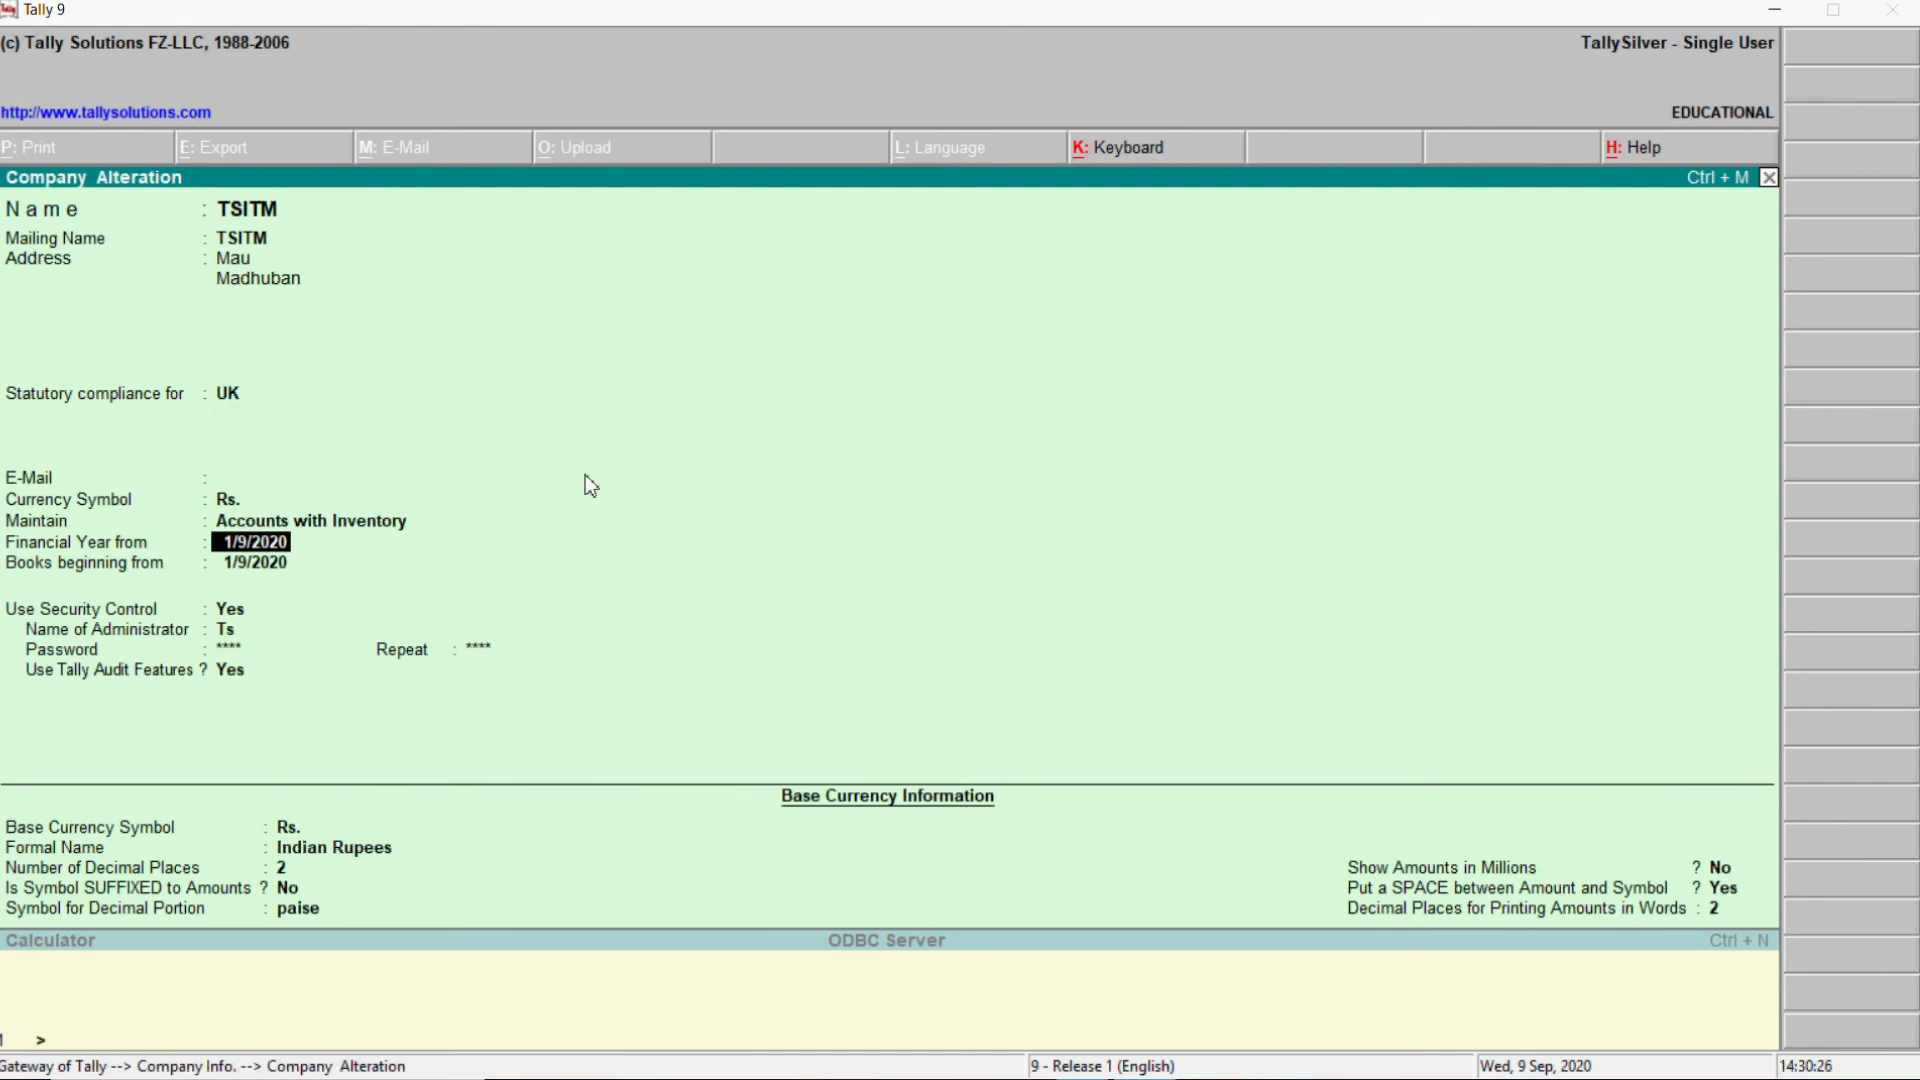 Tally 9
(c) Tally Solutions FZ-LLC, 1988-2006 TallySilver - Single User
http://www.tallysolutions.com EDUCATIONAL
P: Print E: Export M: E-Mail O: Upload L: Language K: Keyboard H: Help
Company Alteration Ctrl + M
Name : TSITM
Mailing Name : TSITM
Address : Mau
Madhuban
Statutory compliance for : UK
E-Mail :
Currency Symbol : Rs.
Maintain : Accounts with Inventory
Financial Year from : 1/9/2020
Books beginning from : 1/9/2020
Use Security Control : Yes
Name of Administrator : Ts
Password : **** Repeat : ****
Use Tally Audit Features ? Yes
Base Currency Information
Base Currency Symbol : Rs.
Formal Name : Indian Rupees
Number of Decimal Places : 2 Show Amounts in Millions ? No
Is Symbol SUFFIXED to Amounts ? No Put a SPACE between Amount and Symbol ? Yes
Symbol for Decimal Portion : paise Decimal Places for Printing Amounts in Words : 2
Calculator ODBC Server Ctrl + N
>
Gateway of Tally --> Company Info. --> Company Alteration 9 - Release 1 (English) Wed, 9 Sep, 2020 14:30:26